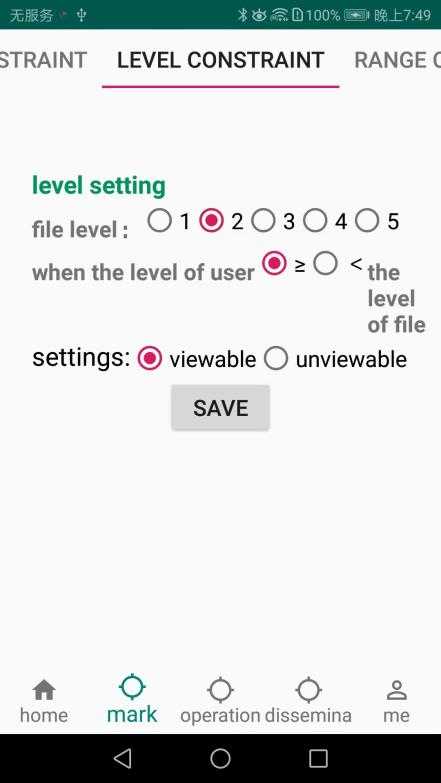 无服务 100% 晚上7:49
STRAINT LEVEL CONSTRAINT RANGE C
level setting
file level : 1 2 3 4 5
when the level of user ≥ < the
level
of file
settings: viewable unviewable
SAVE
home mark operation dissemina me